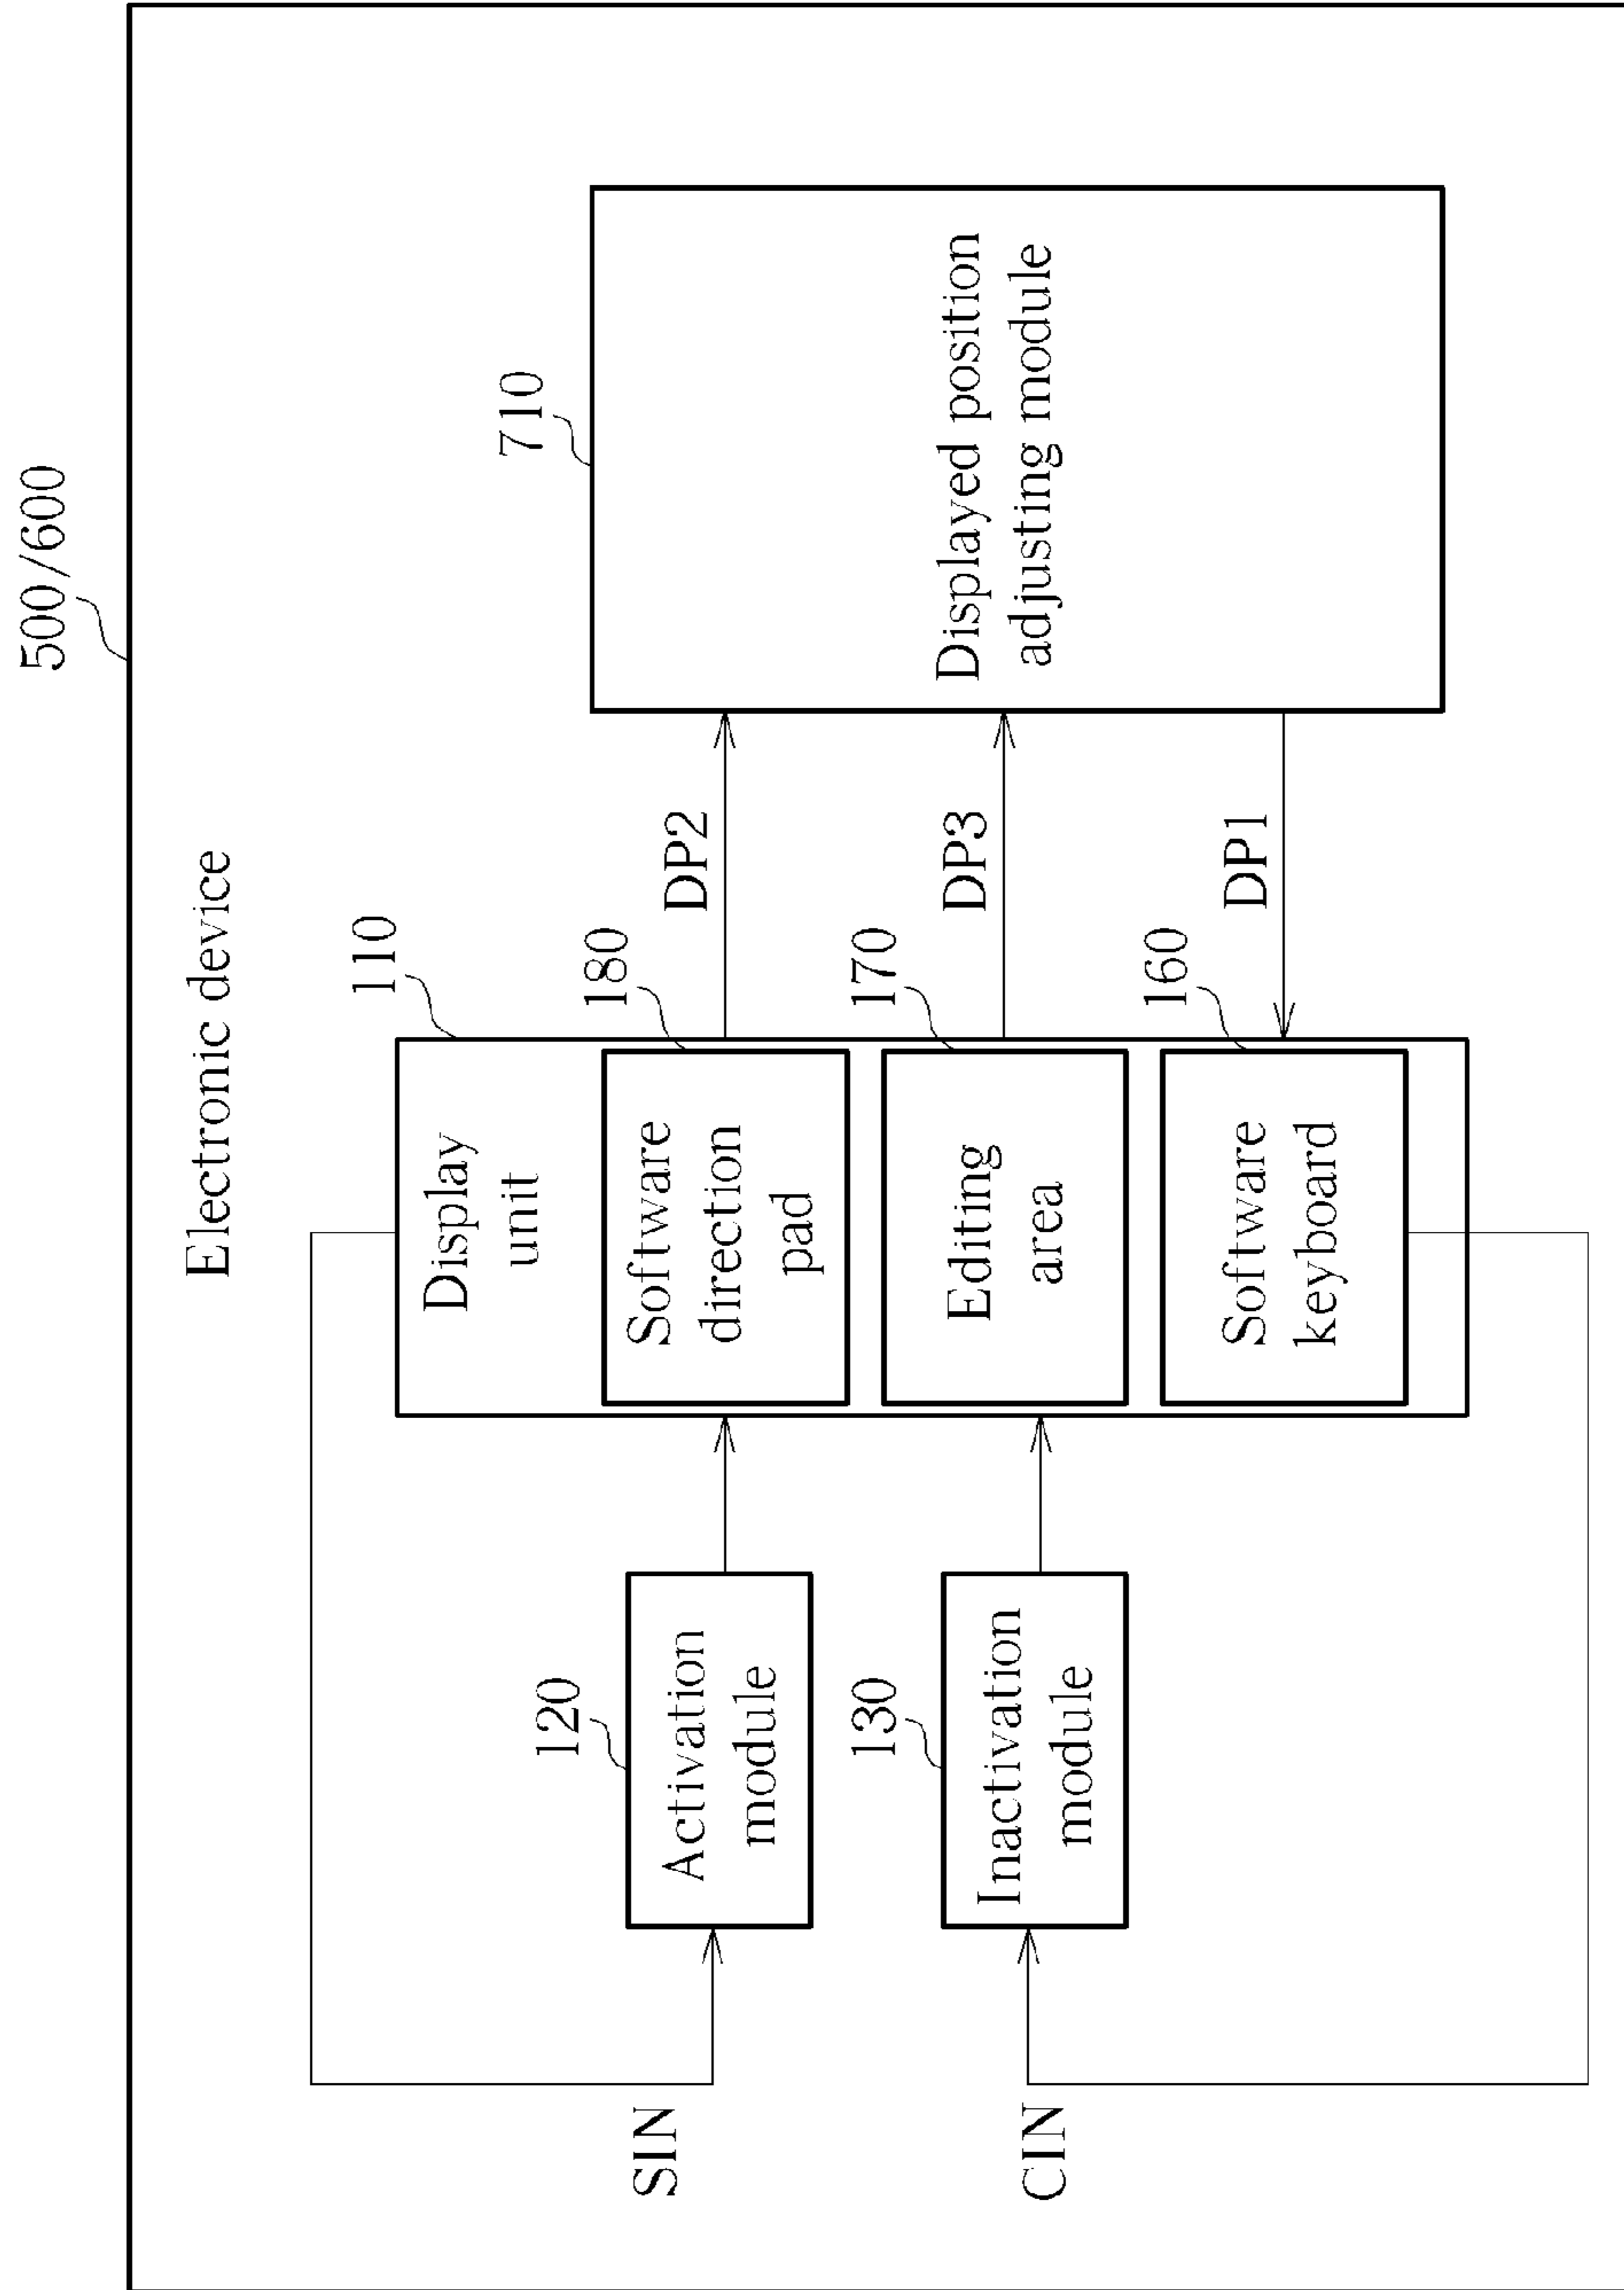 500/600
Electronic device
110
Display
unit
120
Activation
module
SIN
180
Software
direction
pad
DP2
710
Displayed position
adjusting module
130
Inactivation
module
CIN
170
Editing
area
DP3
160
Software
keyboard
DP1